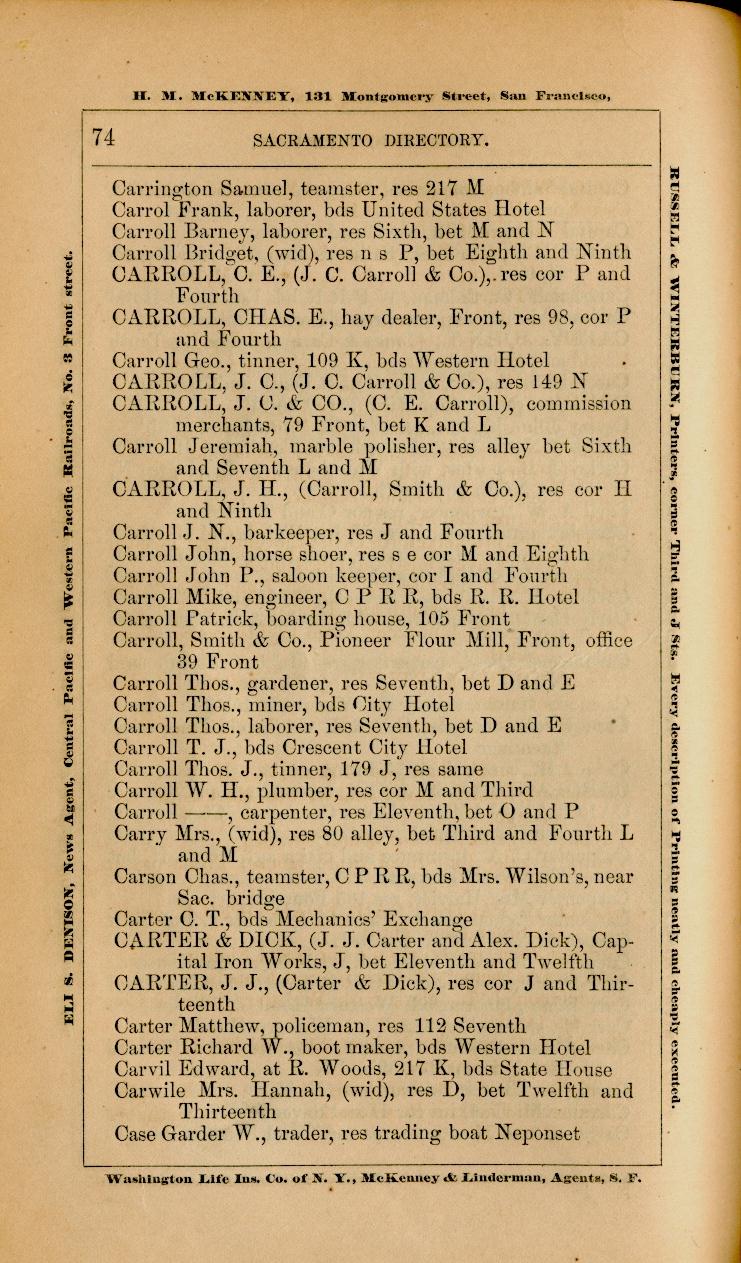 H. M. McKENNEY, 131 Montgomery Street, San Francisco,
74 SACRAMENTO DIRECTORY.
Carrington Samuel, teamster, res 217 M
Carrol Frank, laborer, bds United States Hotel
Carroll Barney, laborer, res Sixth, bet M and N
Carroll Bridget, (wid), res n s P, bet Eighth and Ninth
CARROLL, C. E., (J. C. Carroll & Co.), res cor P and
Fourth
CARROLL, CHAS. E., hay dealer, Front, res 98, cor P
and Fourth
Carroll Geo., tinner, 109 K, bds Western Hotel
CARROLL, J. C., (J. C. Carroll & Co.), res 149 N
CARROLL, J. C. & CO., (C. E. Carroll), commission
merchants, 79 Front, bet K and L
Carroll Jeremiah, marble polisher, res alley bet Sixth
and Seventh L and M
CARROLL, J. H., (Carroll, Smith & Co.), res cor H
and Ninth
Carroll J. N., barkeeper, res J and Fourth
Carroll John, horse shoer, res s e cor M and Eighth
Carroll John P., saloon keeper, cor I and Fourth
Carroll Mike, engineer, C P R R, bds R. R. Hotel
Carroll Patrick, boarding house, 105 Front
Carroll, Smith & Co., Pioneer Flour Mill, Front, office
39 Front
Carroll Thos., gardener, res Seventh, bet D and E
Carroll Thos., miner, bds City Hotel
Carroll Thos., laborer, res Seventh, bet D and E
Carroll T. J., bds Crescent City Hotel
Carroll Thos. J., tinner, 179 J, res same
Carroll W. H., plumber, res cor M and Third
Carroll ——, carpenter, res Eleventh, bet O and P
Carry Mrs., (wid), res 80 alley, bet Third and Fourth L
and M
Carson Chas., teamster, C P R R, bds Mrs. Wilson's, near
Sac. bridge
Carter C. T., bds Mechanics' Exchange
CARTER & DICK, (J. J. Carter and Alex. Dick), Cap-
ital Iron Works, J, bet Eleventh and Twelfth
CARTER, J. J., (Carter & Dick), res cor J and Thir-
teenth
Carter Matthew, policeman, res 112 Seventh
Carter Richard W., boot maker, bds Western Hotel
Carvil Edward, at R. Woods, 217 K, bds State House
Carwile Mrs. Hannah, (wid), res D, bet Twelfth and
Thirteenth
Case Garder W., trader, res trading boat Neponset
Washington Life Ins. Co. of N. Y., McKenney & Linderman, Agents, S. F.
ELI S. DENISON, News Agent, Central Pacific and Western Pacific Railroads, No. 3 Front street.
RUSSELL & WINTERBURN, Printers, corner Third and J Sts. Every description of Printing neatly and cheaply executed.